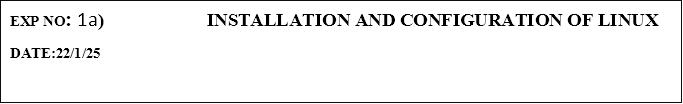 EXP NO: 1a) INSTALLATION AND CONFIGURATION OF LINUX
DATE:22/1/25